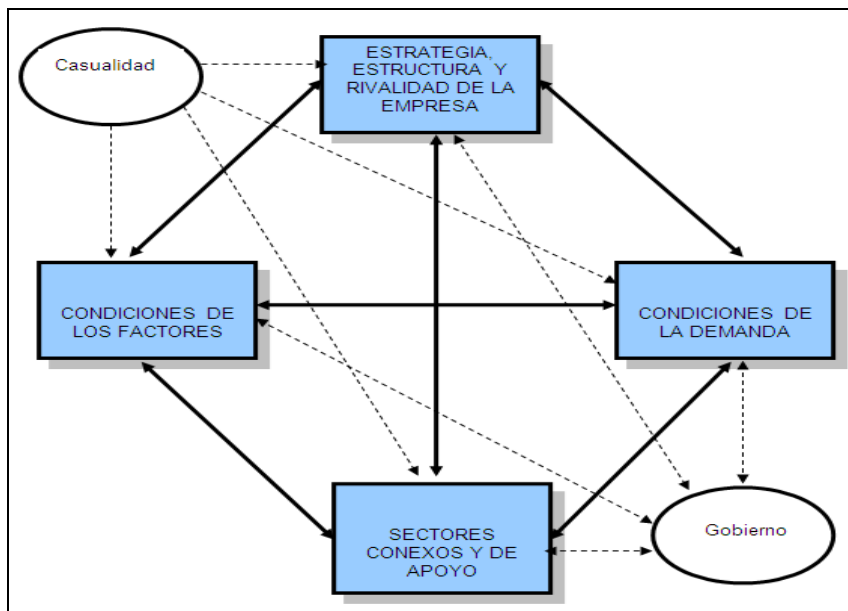 Casualidad
ESTRATEGIA,
ESTRUCTURA Y
RIVALIDAD DE LA
EMPRESA
CONDICIONES DE
LOS FACTORES
CONDICIONES DE
LA DEMANDA
SECTORES
CONEXOS Y DE
APOYO
Gobierno